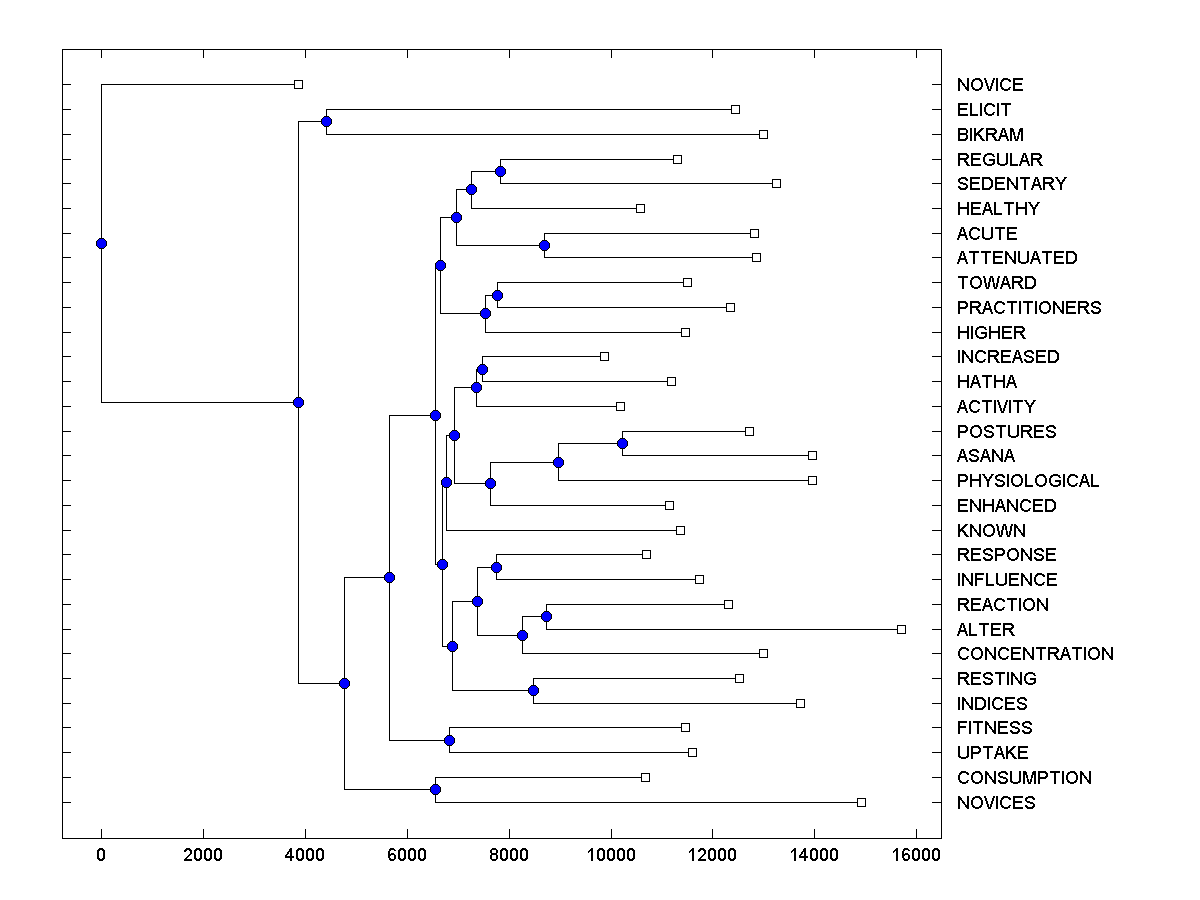 NOVICE
ELICIT
BIKRAM
REGULAR
SEDENTARY
HEALTHY
ACUTE
ATTENUATED
TOWARD
PRACTITIONERS
HIGHER
INCREASED
HATHA
ACTIVITY
POSTURES
ASANA
PHYSIOLOGICAL
ENHANCED
KNOWN
RESPONSE
INFLUENCE
REACTION
ALTER
CONCENTRATION
RESTING
INDICES
FITNESS
UPTAKE
CONSUMPTION
NOVICES
0 2000 4000 6000 8000 10000 12000 14000 16000